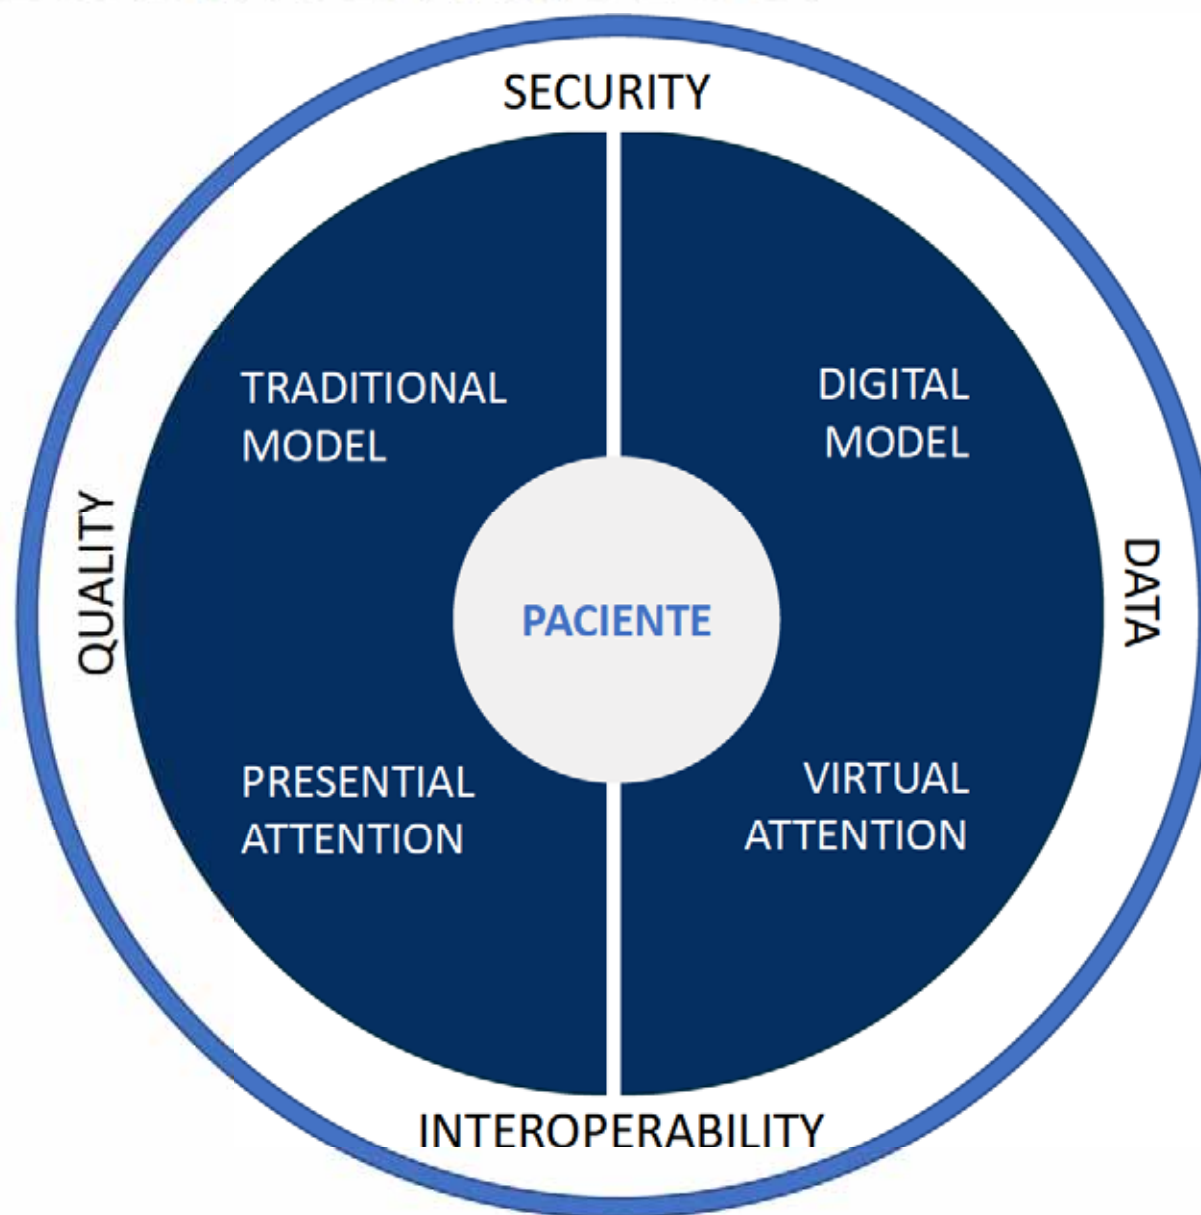 SECURITY
TRADITIONAL
MODEL
DIGITAL
MODEL
QUALITY
DATA
PACIENTE
PRESENTIAL
ATTENTION
VIRTUAL
ATTENTION
INTEROPERABILITY